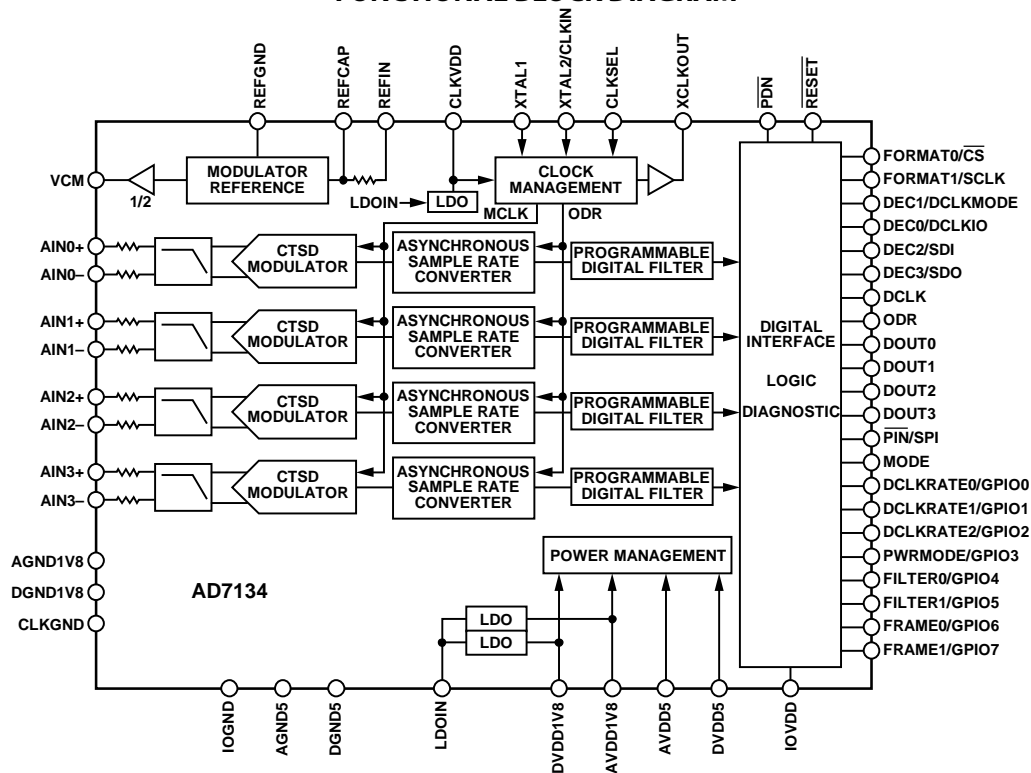 REFGND
REFCAP
REFIN
CLKVDD
XTAL1
XTAL2/CLKIN
CLKSEL
XCLKOUT
PDN
RESET
VCM
1/2
MODULATOR
REFERENCE
LDOIN
LDO
CLOCK
MANAGEMENT
MCLK
ODR
AIN0+
AIN0–
CTSD
MODULATOR
ASYNCHRONOUS
SAMPLE RATE
CONVERTER
PROGRAMMABLE
DIGITAL FILTER
AIN1+
AIN1–
CTSD
MODULATOR
ASYNCHRONOUS
SAMPLE RATE
CONVERTER
PROGRAMMABLE
DIGITAL FILTER
AIN2+
AIN2–
CTSD
MODULATOR
ASYNCHRONOUS
SAMPLE RATE
CONVERTER
PROGRAMMABLE
DIGITAL FILTER
AIN3+
AIN3–
CTSD
MODULATOR
ASYNCHRONOUS
SAMPLE RATE
CONVERTER
PROGRAMMABLE
DIGITAL FILTER
DIGITAL
INTERFACE
LOGIC
DIAGNOSTIC
FORMAT0/CS
FORMAT1/SCLK
DEC1/DCLKMODE
DEC0/DCLKIO
DEC2/SDI
DEC3/SDO
DCLK
ODR
DOUT0
DOUT1
DOUT2
DOUT3
PIN/SPI
MODE
DCLKRATE0/GPIO0
DCLKRATE1/GPIO1
DCLKRATE2/GPIO2
PWRMODE/GPIO3
FILTER0/GPIO4
FILTER1/GPIO5
FRAME0/GPIO6
FRAME1/GPIO7
AGND1V8
DGND1V8
CLKGND
AD7134
POWER MANAGEMENT
LDO
LDO
IOGND
AGND5
DGND5
LDOIN
DVDD1V8
AVDD1V8
AVDD5
DVDD5
IOVDD